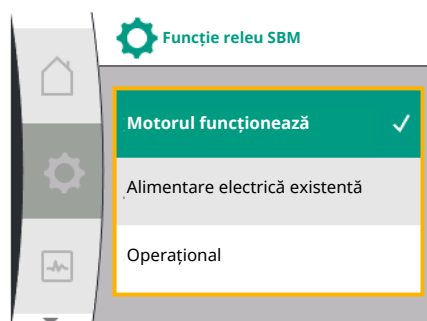 Funcție releu SBM
Motorul funcționează
Alimentare electrică existentă
Operațional